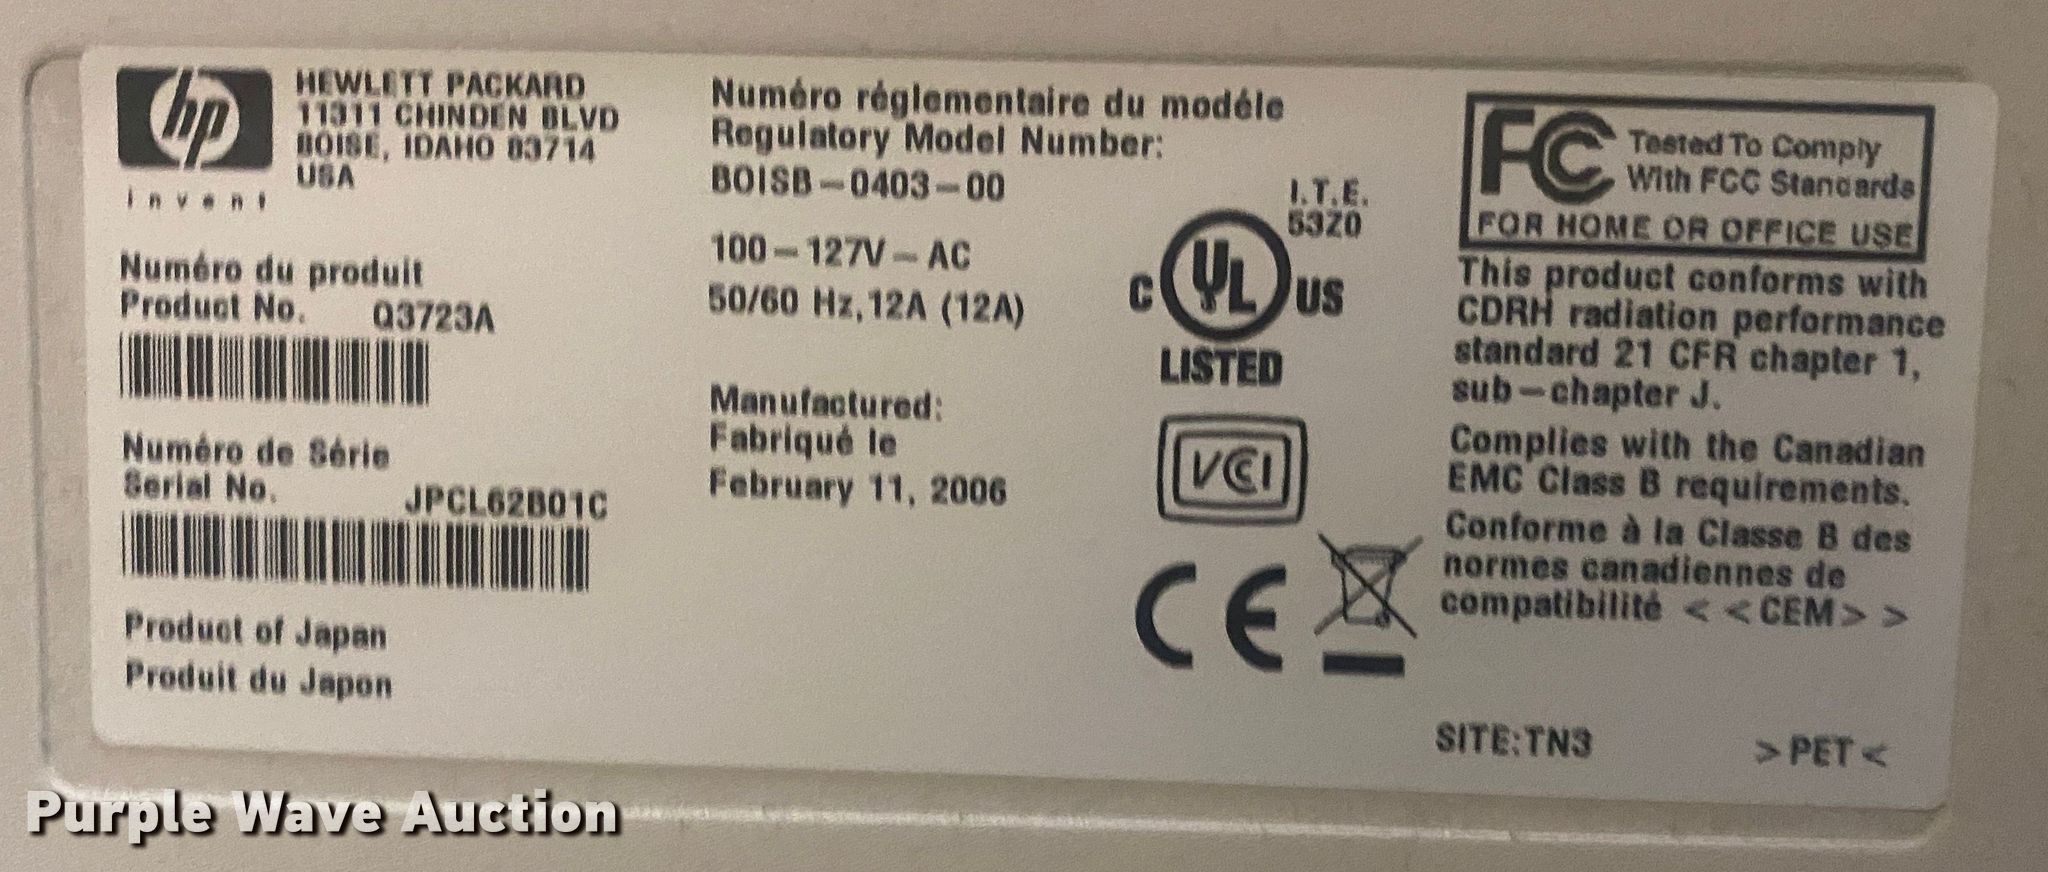 hp
invent
HEWLETT PACKARD
11311 CHINDEN BLVD
BOISE, IDAHO 83714
USA
Numéro du produit
Product No. Q3723A
Numéro de Série
Serial No. JPCL62B01C
Product of Japan
Produit du Japon
Numéro réglementaire du modéle
Regulatory Model Number:
BOISB-0403-00
100-127V-AC
50/60 Hz, 12A (12A)
Manufactured:
Fabriqué le
February 11, 2006
I.T.E.
53Z0
C UL US
LISTED
VCCI
CE
FC Tested To Comply
With FCC Standards
FOR HOME OR OFFICE USE
This product conforms with
CDRH radiation performance
standard 21 CFR chapter 1,
sub-chapter J.
Complies with the Canadian
EMC Class B requirements.
Conforme à la Classe B des
normes canadiennes de
compatibilité < <CEM> >
SITE:TN3 >PET<
Purple Wave Auction